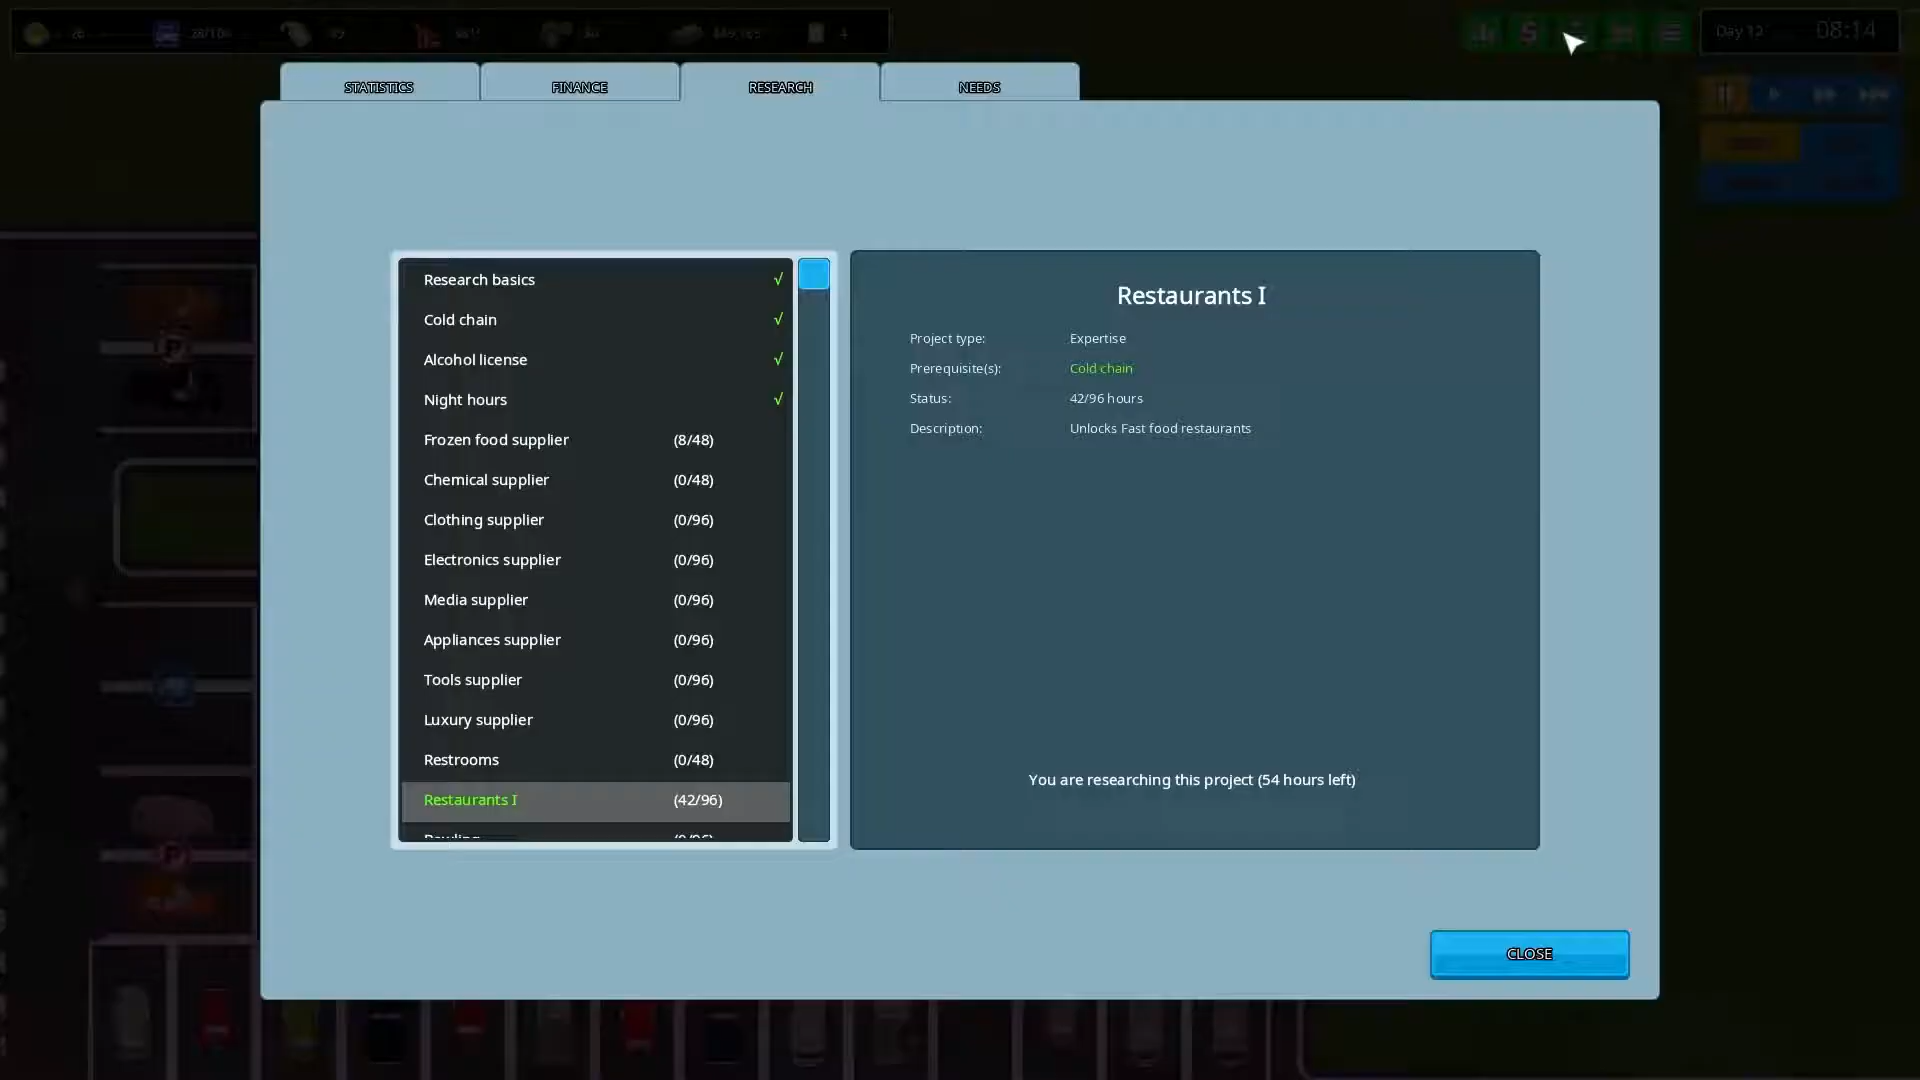 Day 12 08:14
STATISTICS FINANCE RESEARCH NEEDS
Research basics √
Cold chain √
Alcohol license √
Night hours √
Frozen food supplier (8/48)
Chemical supplier (0/48)
Clothing supplier (0/96)
Electronics supplier (0/96)
Media supplier (0/96)
Appliances supplier (0/96)
Tools supplier (0/96)
Luxury supplier (0/96)
Restrooms (0/48)
Restaurants I (42/96)
Restaurants I
Project type: Expertise
Prerequisite(s): Cold chain
Status: 42/96 hours
Description: Unlocks Fast food restaurants
You are researching this project (54 hours left)
CLOSE